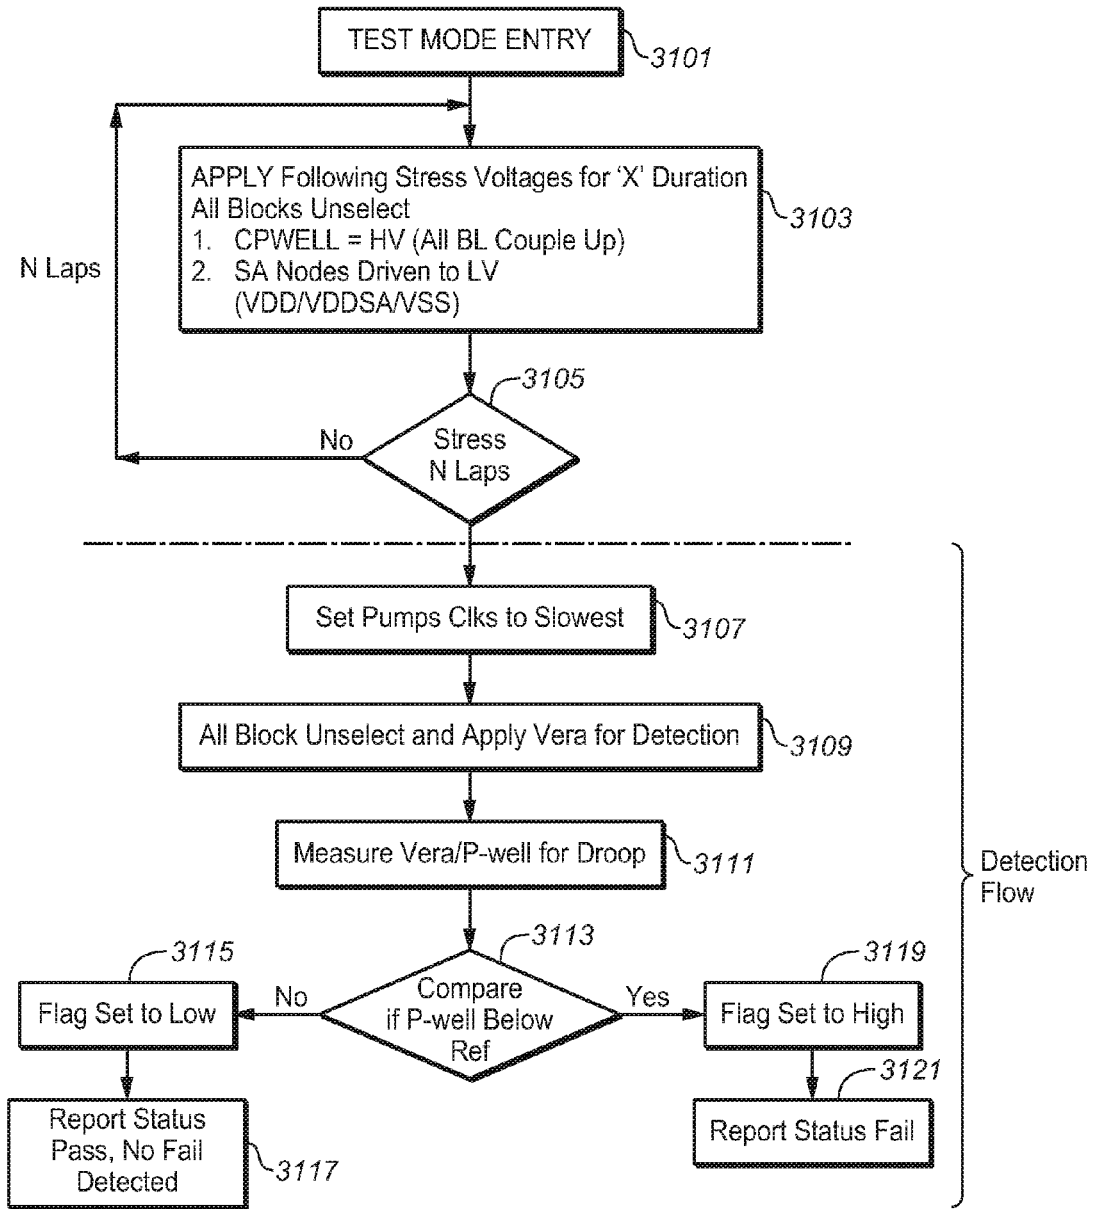 TEST MODE ENTRY
3101
APPLY Following Stress Voltages for ‘X’ Duration
All Blocks Unselect
1. CPWELL = HV (All BL Couple Up)
2. SA Nodes Driven to LV
(VDD/VDDSA/VSS)
3103
N Laps
3105
Stress
N Laps
No
Set Pumps Clks to Slowest
3107
All Block Unselect and Apply Vera for Detection
3109
Measure Vera/P-well for Droop
3111
Detection
Flow
3113
Compare
if P-well Below
Ref
No
Yes
3115
Flag Set to Low
3119
Flag Set to High
Report Status
Pass, No Fail
Detected
3117
3121
Report Status Fail